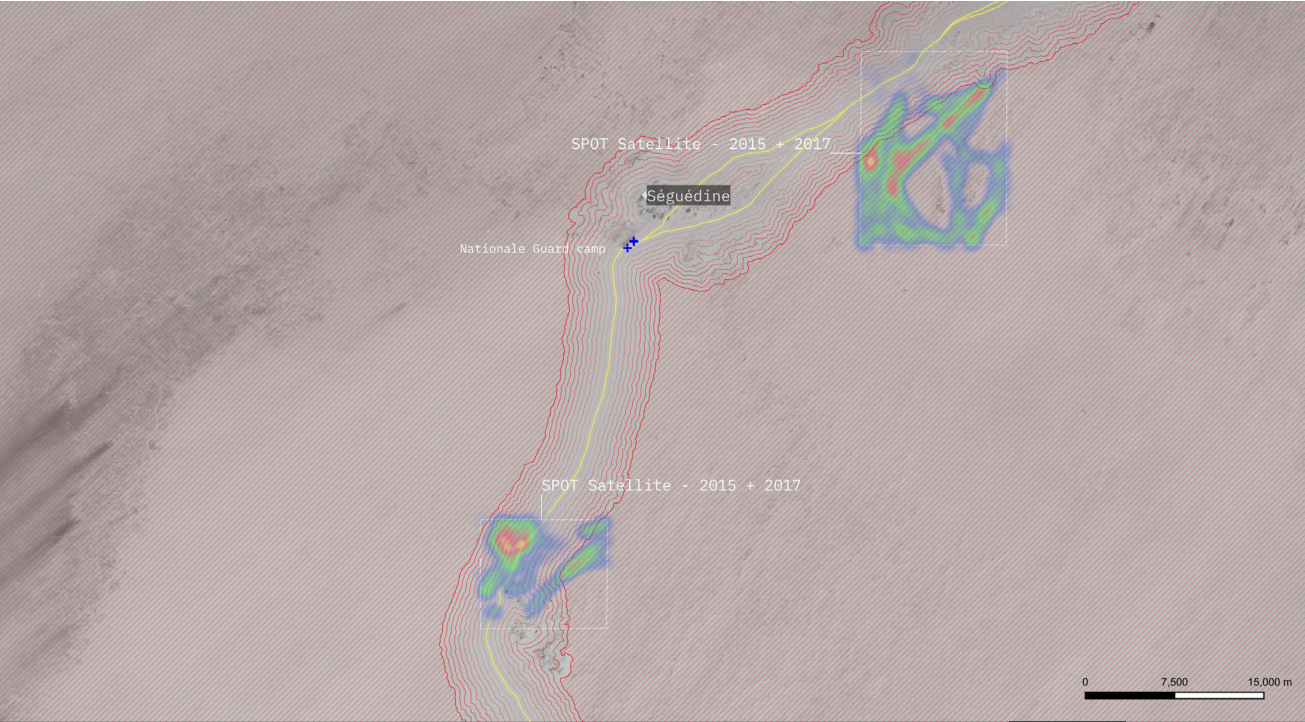 SPOT Satellite - 2015 + 2017
Séguédine
Nationale Guard camp
SPOT Satellite - 2015 + 2017
0 7,500 15,000 m